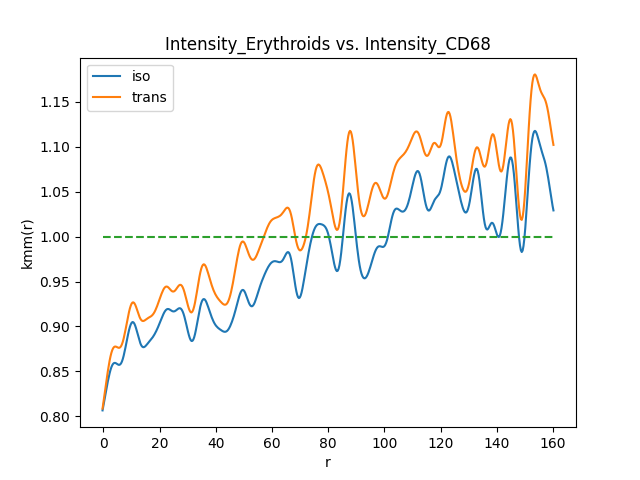 Intensity_Erythroids vs. Intensity_CD68
iso
trans
kmm(r)
1.15
1.10
1.05
1.00
0.95
0.90
0.85
0.80
0 20 40 60 80 100 120 140 160
r